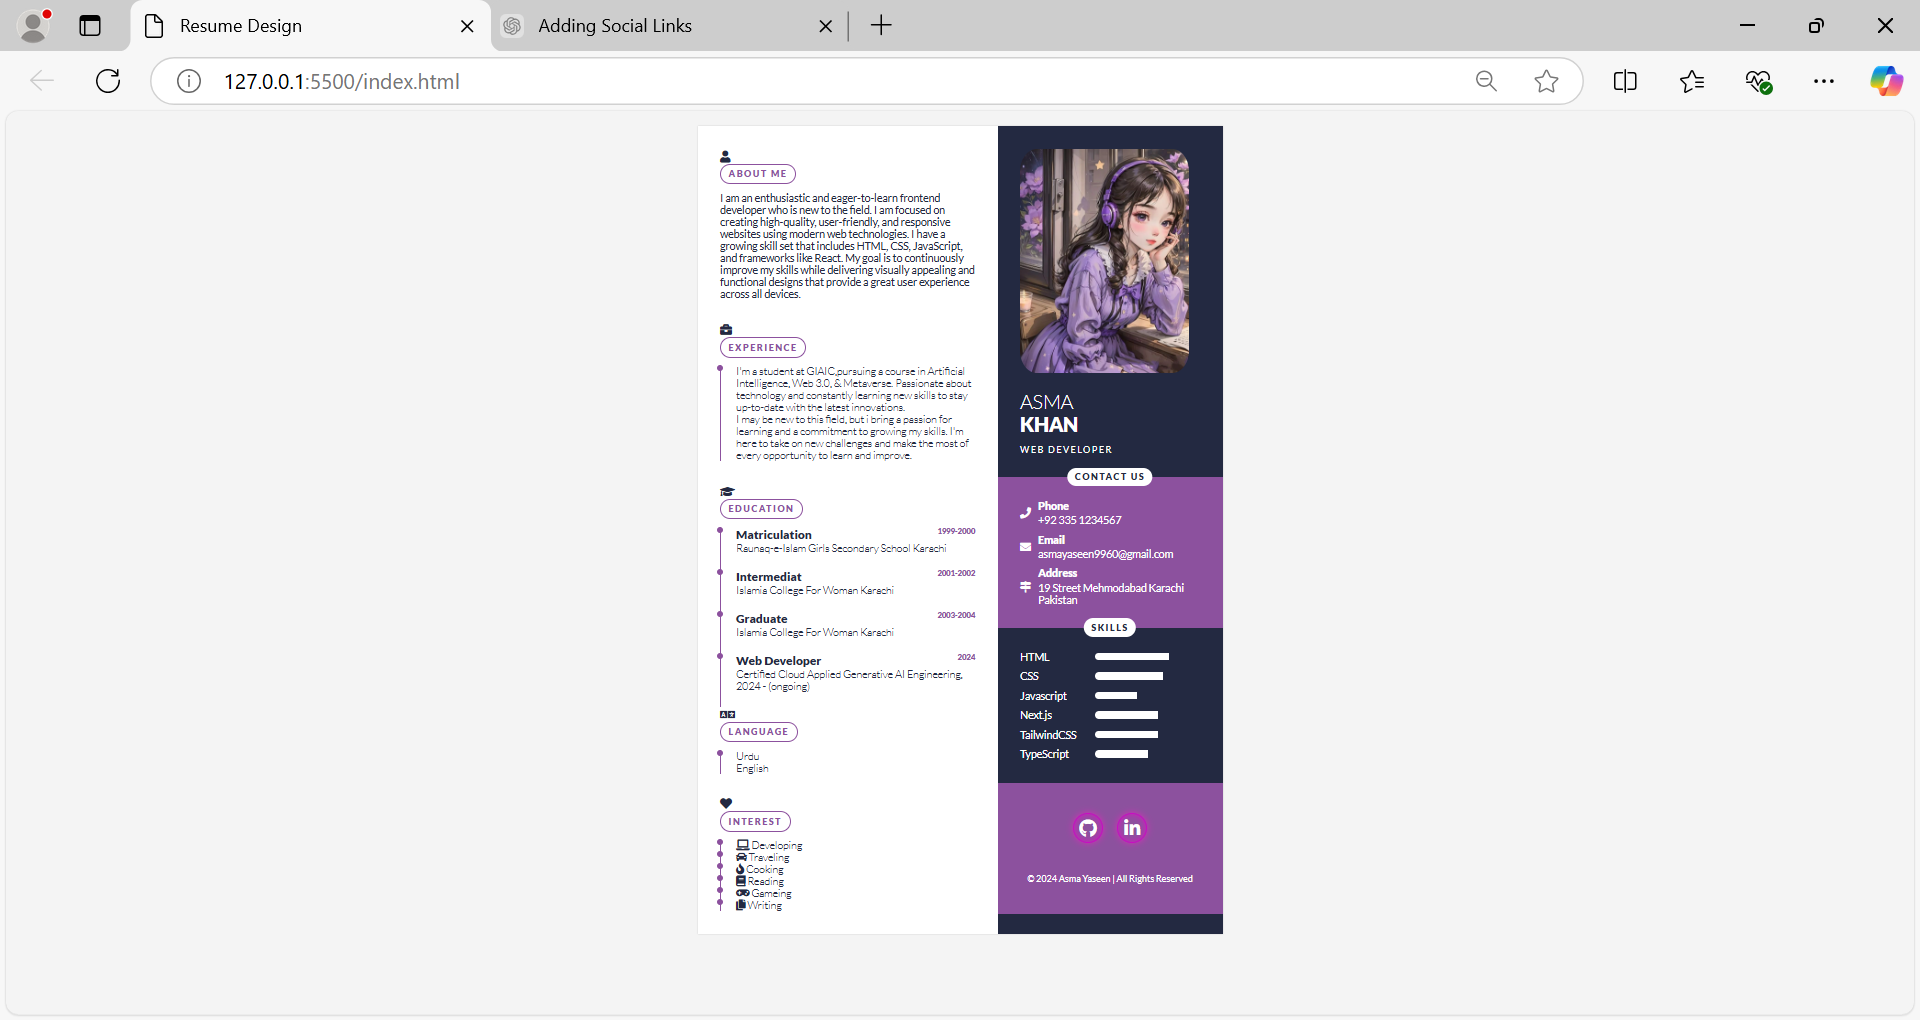 Resume Design
Adding Social Links
127.0.0.1:5500/index.html
ABOUT ME
I am an enthusiastic and eager-to-learn frontend
developer who is new to the field. I am focused on
creating high-quality, user-friendly, and responsive
websites using modern web technologies. I have a
growing skill set that includes HTML, CSS, JavaScript,
and frameworks like React. My goal is to continuously
improve my skills while delivering visually appealing and
functional designs that provide a great user experience
across all devices.
EXPERIENCE
I'm a student at GIAIC,pursuing a course in Artificial
Intelligence, Web 3.0, & Metaverse. Passionate about
technology and constantly learning new skills to stay
up-to-date with the latest innovations.
I may be new to this field, but i bring a passion for
learning and a commitment to growing my skills. I'm
here to take on new challenges and make the most of
every opportunity to learn and improve.
EDUCATION
Matriculation 1999-2000
Raunaq-e-Islam Girls Secondary School Karachi
Intermediat 2001-2002
Islamia College For Woman Karachi
Graduate 2003-2004
Islamia College For Woman Karachi
Web Developer 2024
Certified Cloud Applied Generative AI Engineering,
2024 - (ongoing)
LANGUAGE
Urdu
English
INTEREST
Developing
Traveling
Cooking
Reading
Gameing
Writing
ASMA
KHAN
WEB DEVELOPER
CONTACT US
Phone
+92 335 1234567
Email
asmayaseen9960@gmail.com
Address
19 Street Mehmodabad Karachi
Pakistan
SKILLS
HTML
CSS
Javascript
Next.js
TailwindCSS
TypeScript
in
© 2024 Asma Yaseen | All Rights Reserved